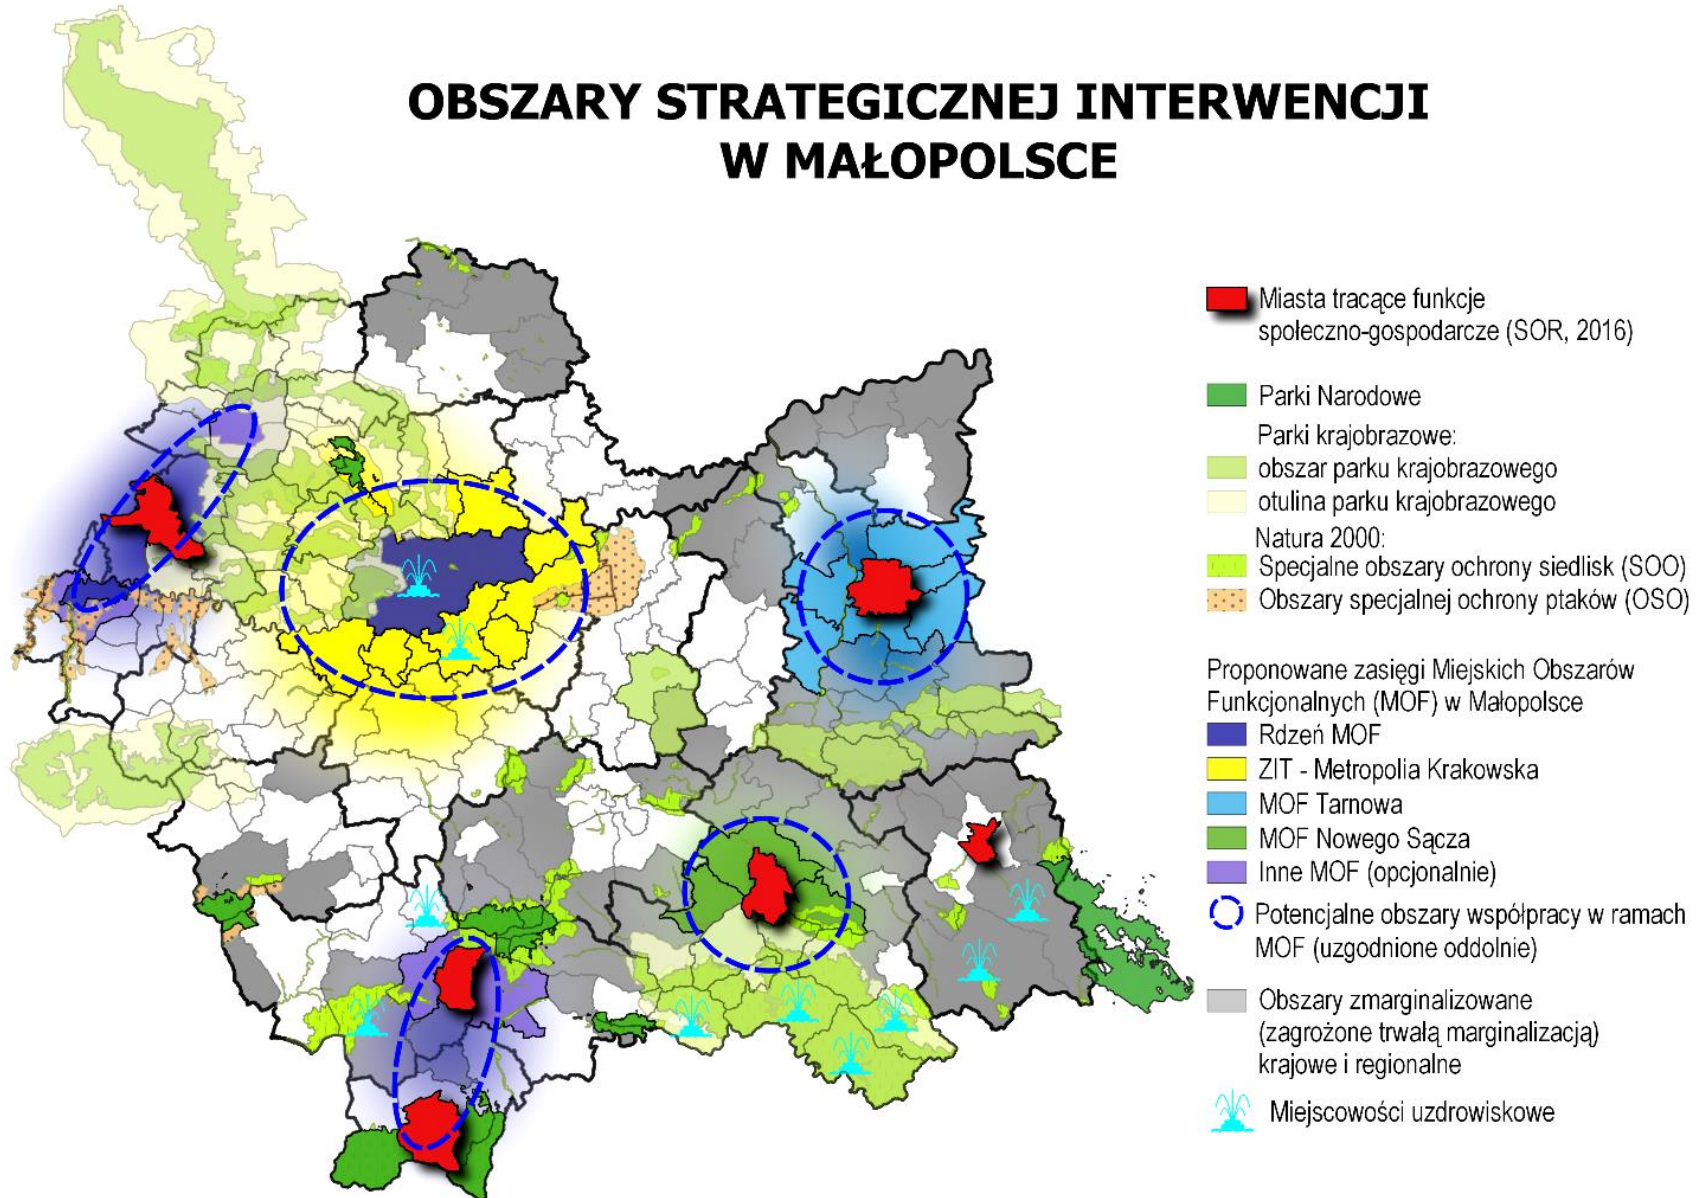 OBSZARY STRATEGICZNEJ INTERWENCJI
W MAŁOPOLSCE
Miasta tracące funkcje
społeczno-gospodarcze (SOR, 2016)
Parki Narodowe
Parki krajobrazowe:
obszar parku krajobrazowego
otulina parku krajobrazowego
Natura 2000:
Specjalne obszary ochrony siedlisk (SOO)
Obszary specjalnej ochrony ptaków (OSO)
Proponowane zasięgi Miejskich Obszarów
Funkcjonalnych (MOF) w Małopolsce
Rdzeń MOF
ZIT - Metropolia Krakowska
MOF Tarnowa
MOF Nowego Sącza
Inne MOF (opcjonalnie)
Potencjalne obszary współpracy w ramach
MOF (uzgodnione oddolnie)
Obszary zmarginalizowane
(zagrożone trwałą marginalizacją)
krajowe i regionalne
Miejscowości uzdrowiskowe